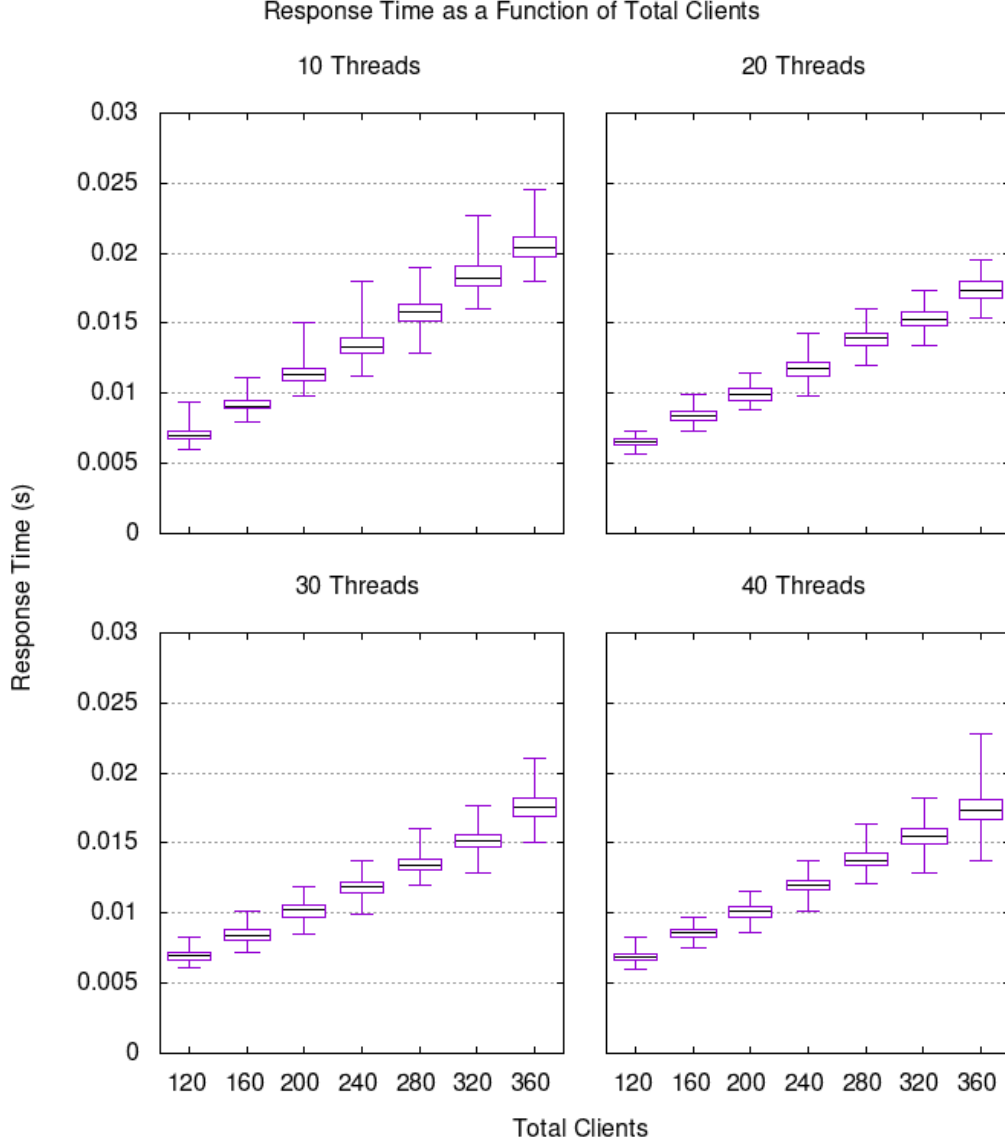 Response Time as a Function of Total Clients
10 Threads
20 Threads
0.03
0.025
0.02
0.015
0.01
0.005
0
30 Threads
40 Threads
Response Time (s)
0.03
0.025
0.02
0.015
0.01
0.005
0
120 160 200 240 280 320 360
120 160 200 240 280 320 360
Total Clients